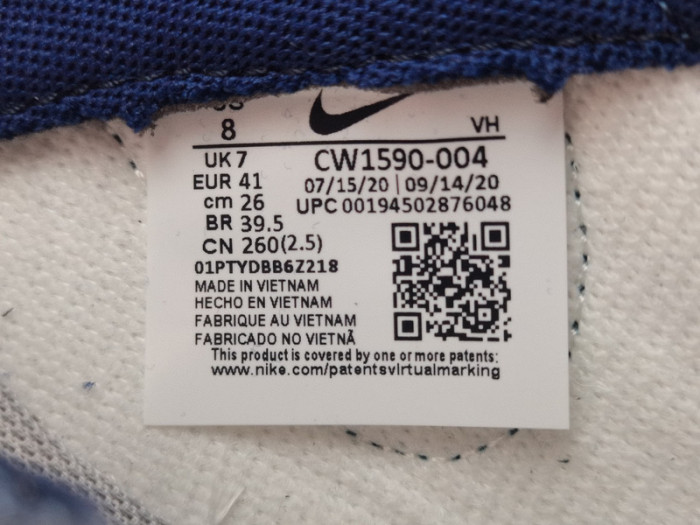 US
8
VH
UK 7
CW1590-004
EUR 41
07/15/20 | 09/14/20
cm 26
UPC 00194502876048
BR 39.5
CN 260(2.5)
01PTYDBB6Z218
MADE IN VIETNAM
HECHO EN VIETNAM
FABRIQUE AU VIETNAM
FABRICADO NO VIETNÃ
This product is covered by one or more patents:
www.nike.com/patentsvirtualmarking